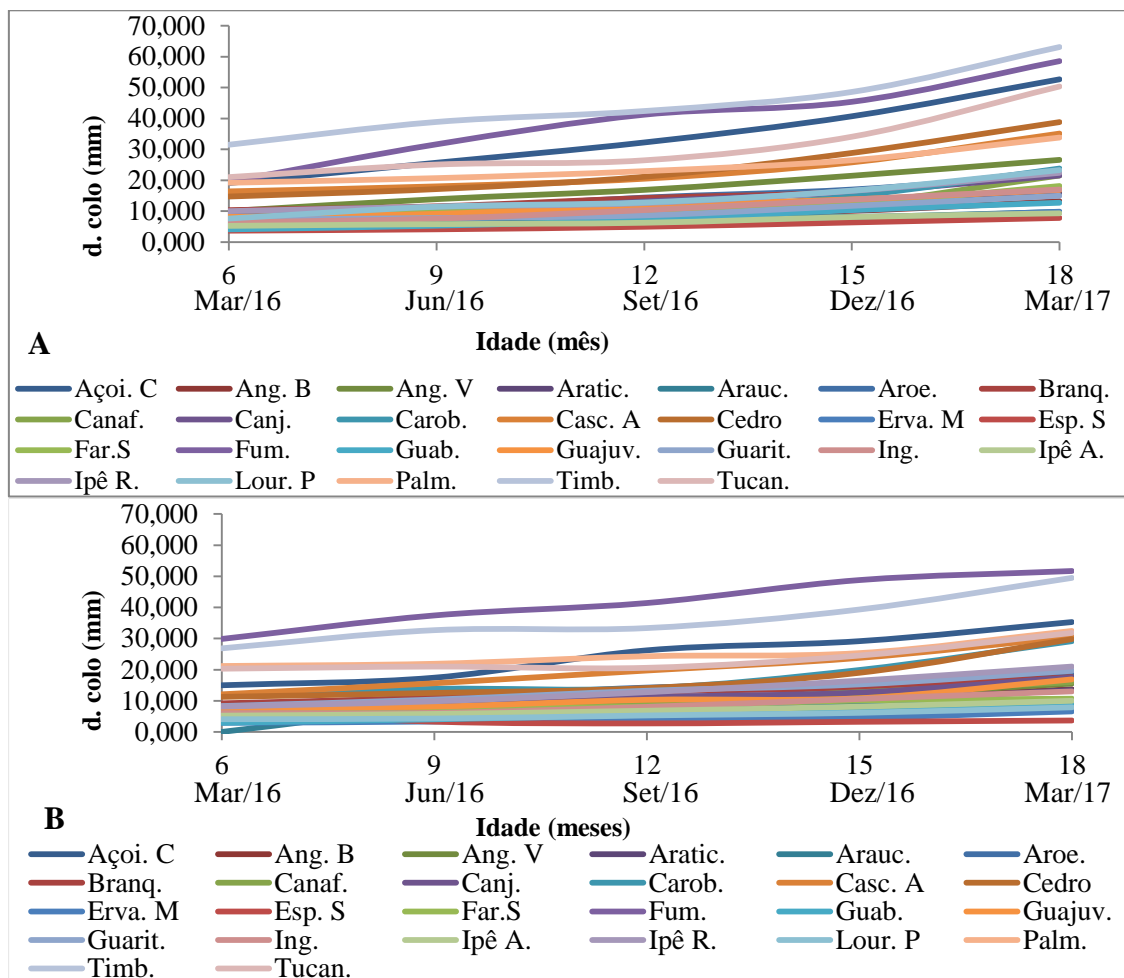 70,000
60,000
50,000
40,000
30,000
20,000
10,000
0,000
d. colo (mm)
6 9 12 15 18
Mar/16 Jun/16 Set/16 Dez/16 Mar/17
Idade (mês)
A
Açoi. C Ang. B Ang. V Aratic. Arauc. Aroe. Branq.
Canaf. Canj. Carob. Casc. A Cedro Erva. M Esp. S
Far.S Fum. Guab. Guajuv. Guarit. Ing. Ipê A.
Ipê R. Lour. P Palm. Timb. Tucan.
70,000
60,000
50,000
40,000
30,000
20,000
10,000
0,000
d. colo (mm)
6 9 12 15 18
Mar/16 Jun/16 Set/16 Dez/16 Mar/17
Idade (meses)
B
Açoi. C Ang. B Ang. V Aratic. Arauc. Aroe.
Branq. Canaf. Canj. Carob. Casc. A Cedro
Erva. M Esp. S Far.S Fum. Guab. Guajuv.
Guarit. Ing. Ipê A. Ipê R. Lour. P Palm.
Timb. Tucan.